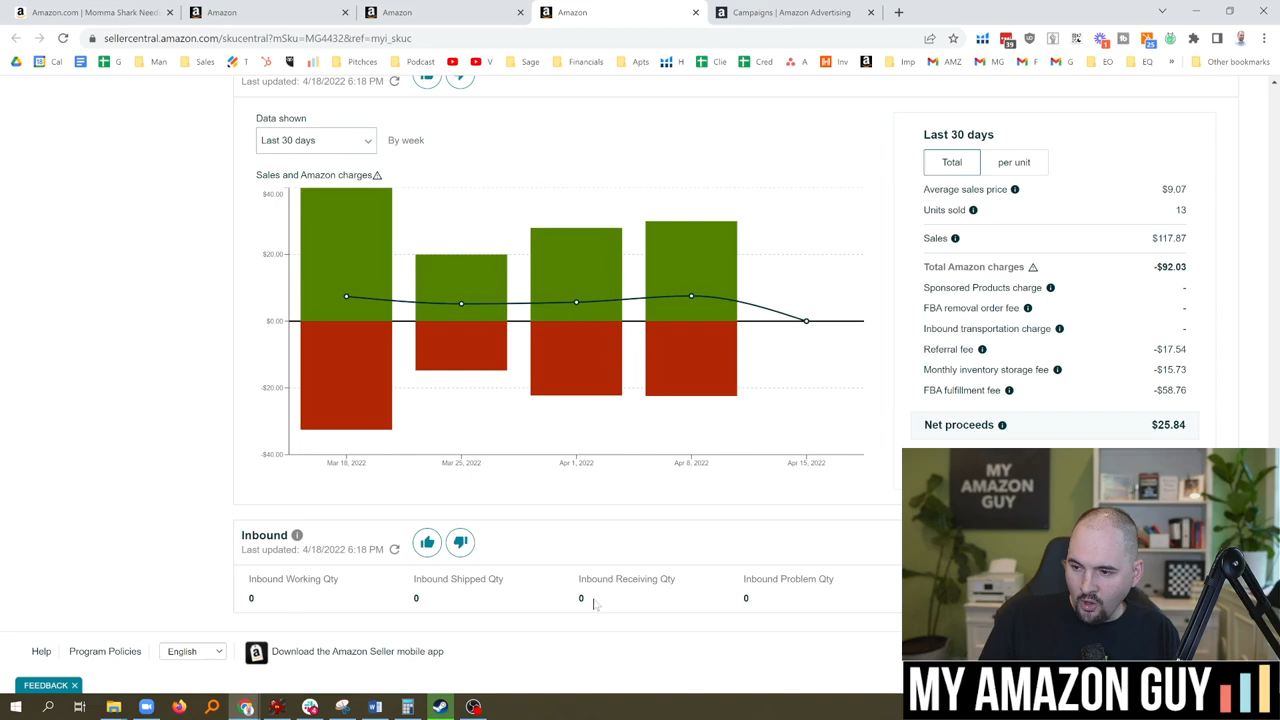 Amazon.com | Momma Shark Need
Amazon
Amazon
Amazon
Campaigns | Amazon Advertising
sellercentral.amazon.com/skucentral?mSku=MG4432&ref=myi_skuc
Cal
G
T
Man
Sales
Pitchces
Podcast
V
Sage
Financials
Apts
H
Clie
Cred
A
Inv
Imp
AMZ
MG
F
G
EO
EQ
Other bookmarks
Last updated: 4/18/2022 6:18 PM
Data shown
Last 30 days
By week
Sales and Amazon charges
$40.00
$20.00
$0.00
-$20.00
-$40.00
Mar 18, 2022
Mar 25, 2022
Apr 1, 2022
Apr 8, 2022
Apr 15, 2022
Last 30 days
Total
per unit
Average sales price $9.07
Units sold 13
Sales $117.87
Total Amazon charges -$92.03
Sponsored Products charge -
FBA removal order fee -
Inbound transportation charge -
Referral fee -$17.54
Monthly inventory storage fee -$15.73
FBA fulfillment fee -$58.76
Net proceeds $25.84
Inbound
Last updated: 4/18/2022 6:18 PM
Inbound Working Qty
Inbound Shipped Qty
Inbound Receiving Qty
Inbound Problem Qty
0
0
0
0
Help
Program Policies
English
Download the Amazon Seller mobile app
FEEDBACK
MY
AMAZON
GUY
MY AMAZON GUY